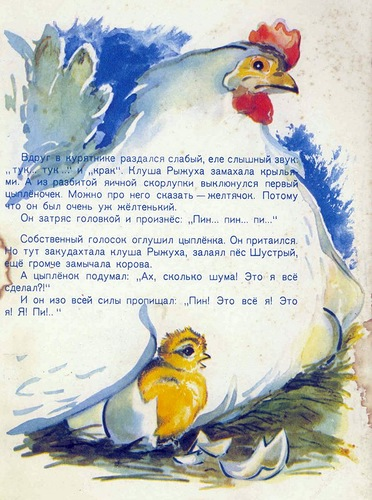 Вдруг в курятнике раздался слабый, еле слышный звук:
„тук... тук...“ и „крак“. Клуша Рыжуха замахала крылья-
ми. А из разбитой яичной скорлупки выклюнулся первый
цыплёночек. Можно про него сказать — желтячок. Потому
что он был очень уж жёлтенький.
Он затряс головкой и произнёс: „Пин... пин... пи...“
Собственный голосок оглушил цыплёнка. Он притаился.
Но тут закудахтала клуша Рыжуха, залаял пёс Шустрый,
ещё громче замычала корова.
А цыплёнок подумал: „Ах, сколько шума! Это я всё
сделал?!“
И он изо всей силы пропищал: „Пин! Это всё я! Это
я! Я! Пи!..“